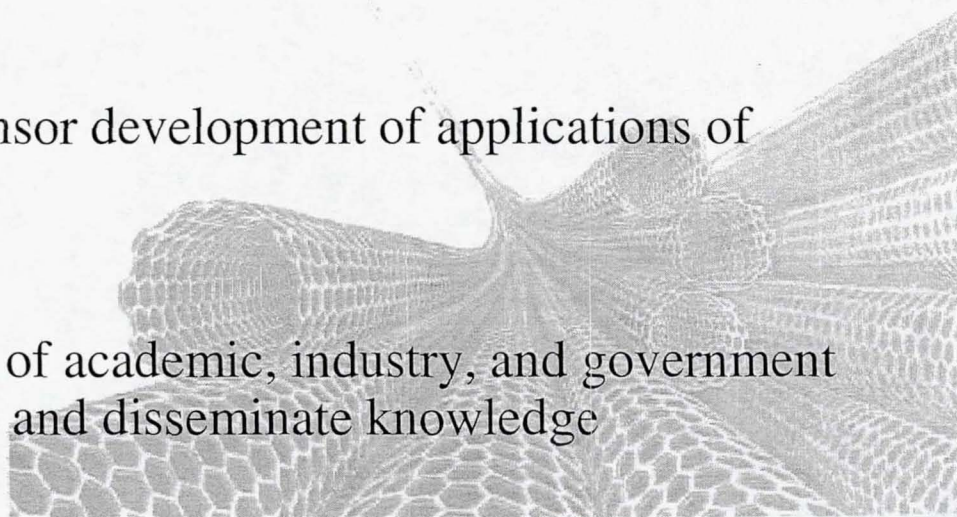 nsor development of applications of
of academic, industry, and government
and disseminate knowledge